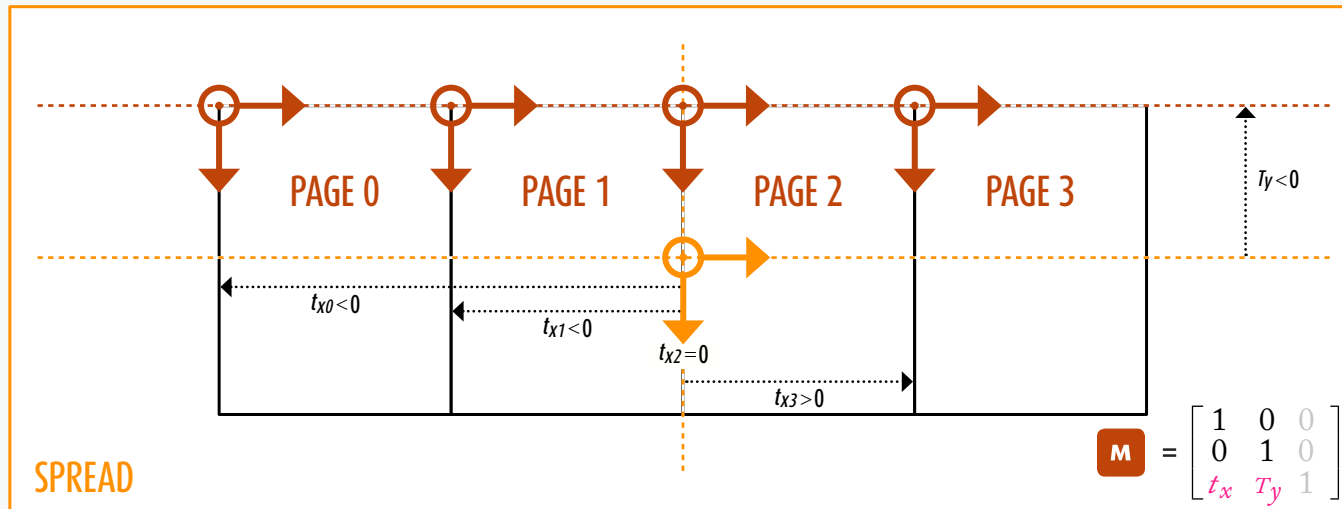 PAGE 0 PAGE 1 PAGE 2 PAGE 3
Ty<0
tx0<0
tx1<0
tx2=0
tx3>0
M = [1 0 0
0 1 0
tx Ty 1]
SPREAD